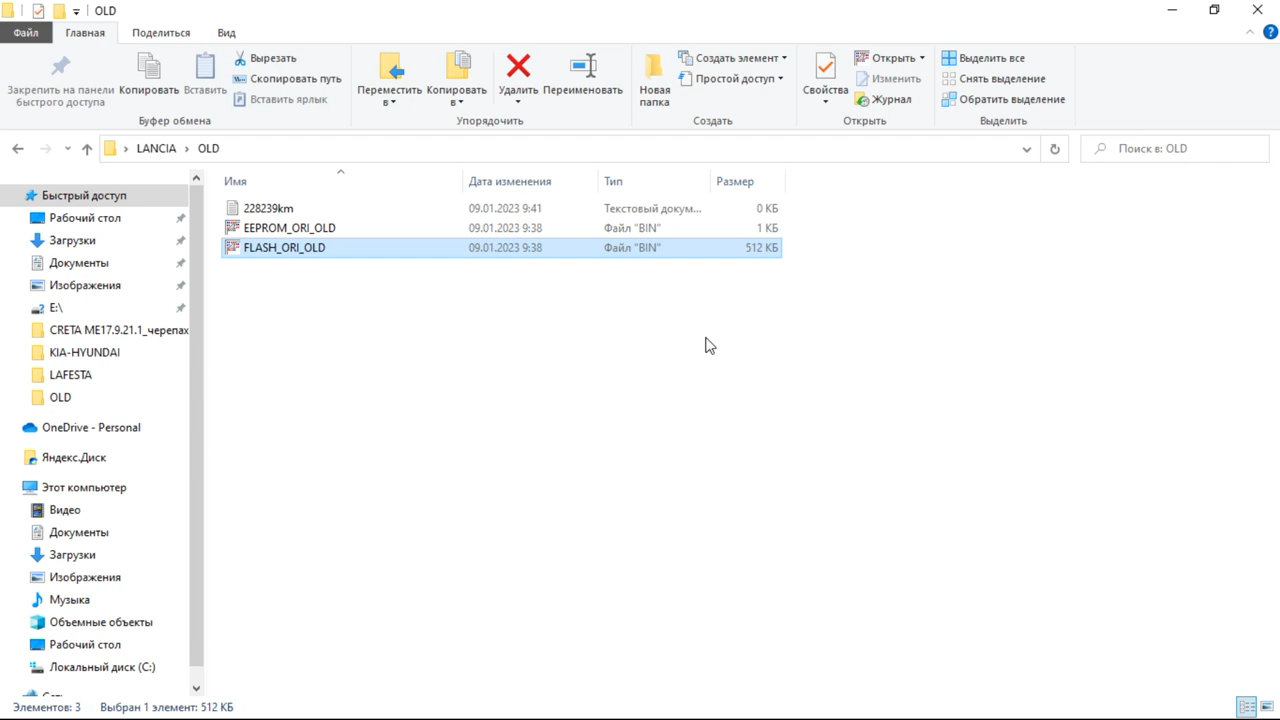 OLD
Файл
Главная
Поделиться
Вид
Закрепить на панели
быстрого доступа
Копировать
Вставить
Вырезать
Скопировать путь
Вставить ярлык
Буфер обмена
Переместить
в
Копировать
в
Удалить
Переименовать
Упорядочить
Новая
папка
Создать элемент
Простой доступ
Создать
Свойства
Открыть
Изменить
Журнал
Открыть
Выделить все
Снять выделение
Обратить выделение
Выделить
LANCIA › OLD
Поиск в: OLD
Имя Дата изменения Тип Размер
228239km 09.01.2023 9:41 Текстовый докум... 0 КБ
EEPROM_ORI_OLD 09.01.2023 9:38 Файл "BIN" 1 КБ
FLASH_ORI_OLD 09.01.2023 9:38 Файл "BIN" 512 КБ
Быстрый доступ
Рабочий стол
Загрузки
Документы
Изображения
E:\
CRETA ME17.9.21.1_черепах
KIA-HYUNDAI
LAFESTA
OLD
OneDrive - Personal
Яндекс.Диск
Этот компьютер
Видео
Документы
Загрузки
Изображения
Музыка
Объемные объекты
Рабочий стол
Локальный диск (C:)
Элементов: 3 Выбран 1 элемент: 512 КБ